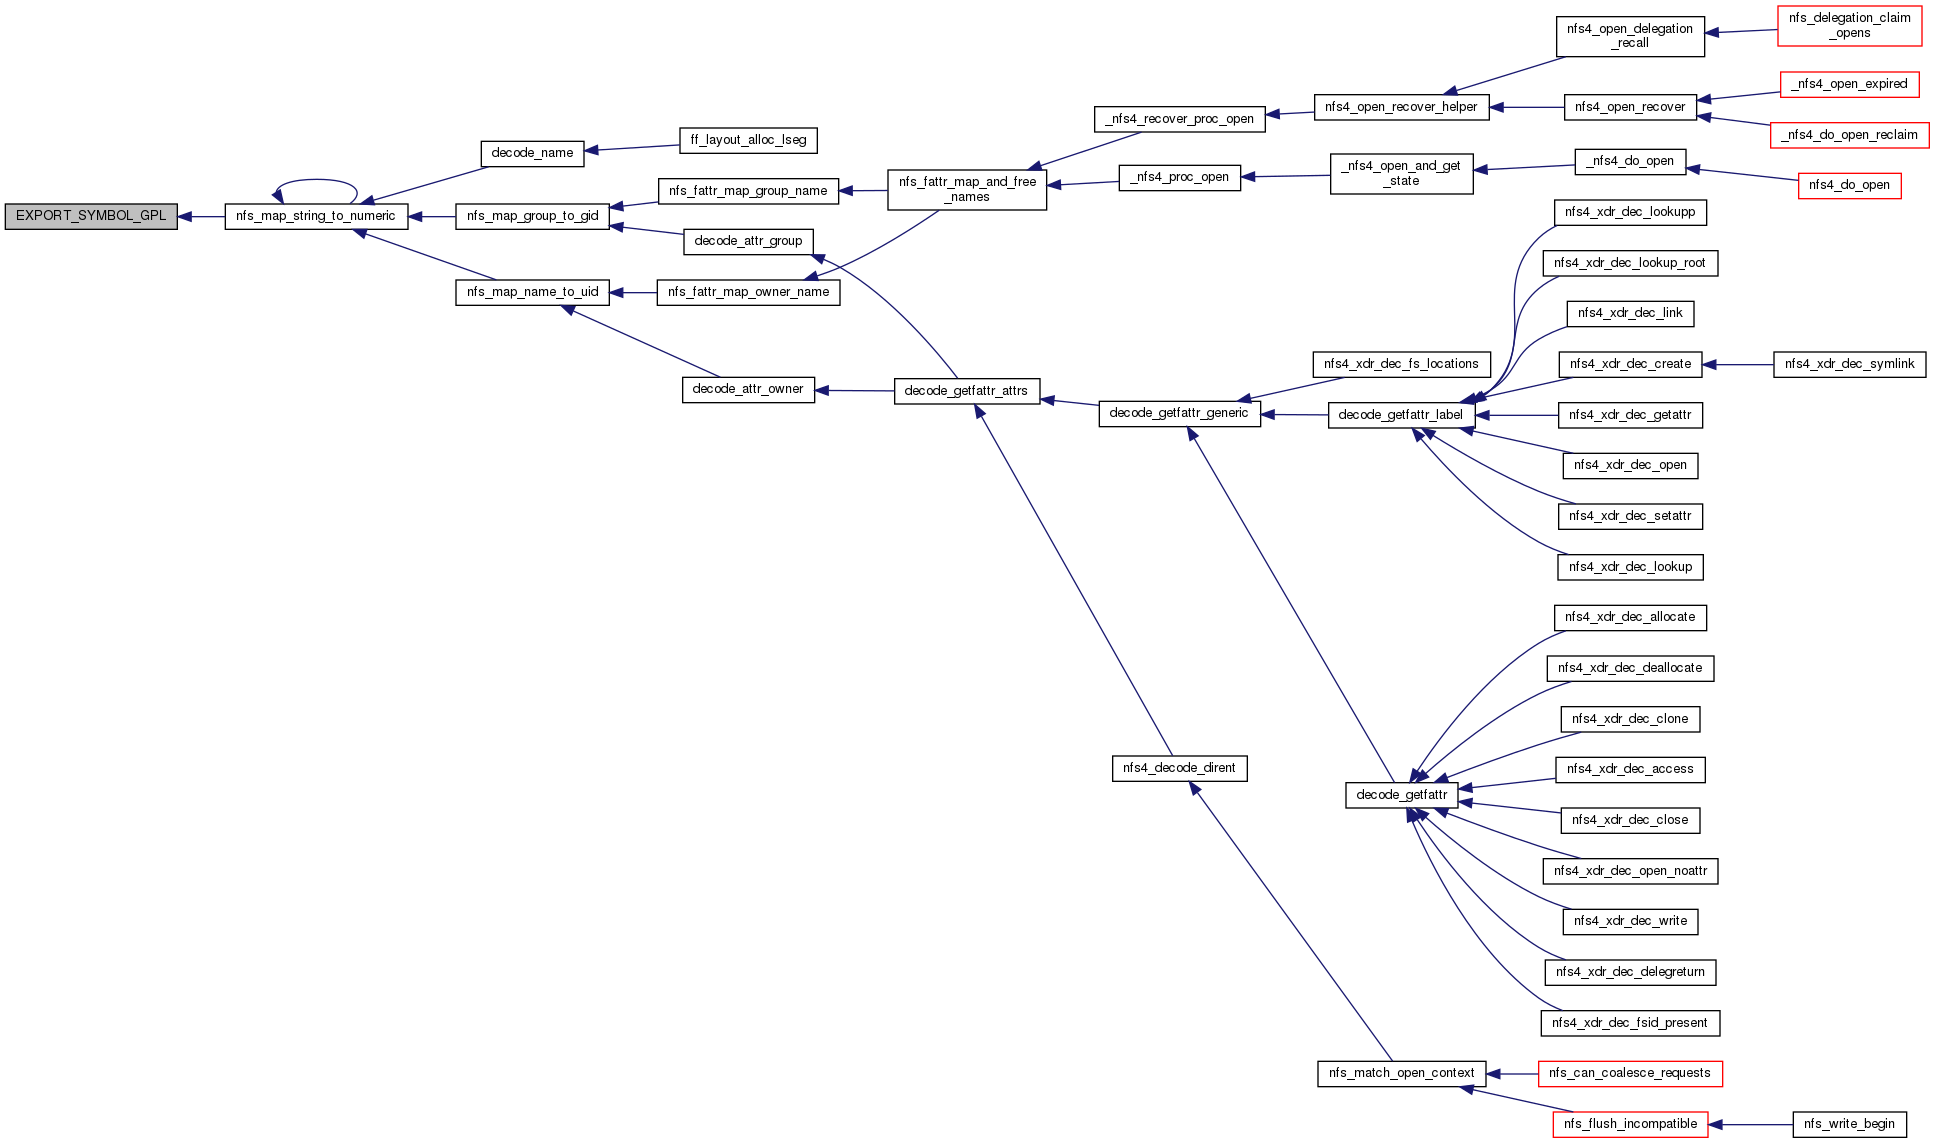 EXPORT_SYMBOL_GPL
nfs_map_string_to_numeric
decode_name
ff_layout_alloc_lseg
nfs_map_group_to_gid
nfs_fattr_map_group_name
decode_attr_group
nfs_map_name_to_uid
nfs_fattr_map_owner_name
decode_attr_owner
nfs_fattr_map_and_free
_names
_nfs4_recover_proc_open
nfs4_open_recover_helper
nfs4_open_delegation
_recall
nfs_delegation_claim
_opens
nfs4_open_recover
_nfs4_open_expired
_nfs4_do_open_reclaim
_nfs4_proc_open
_nfs4_open_and_get
_state
_nfs4_do_open
nfs4_do_open
decode_getfattr_attrs
decode_getfattr_generic
nfs4_xdr_dec_fs_locations
decode_getfattr_label
nfs4_xdr_dec_lookupp
nfs4_xdr_dec_lookup_root
nfs4_xdr_dec_link
nfs4_xdr_dec_create
nfs4_xdr_dec_symlink
nfs4_xdr_dec_getattr
nfs4_xdr_dec_open
nfs4_xdr_dec_setattr
nfs4_xdr_dec_lookup
decode_getfattr
nfs4_xdr_dec_allocate
nfs4_xdr_dec_deallocate
nfs4_xdr_dec_clone
nfs4_xdr_dec_access
nfs4_xdr_dec_close
nfs4_xdr_dec_open_noattr
nfs4_xdr_dec_write
nfs4_xdr_dec_delegreturn
nfs4_xdr_dec_fsid_present
nfs4_decode_dirent
nfs_match_open_context
nfs_can_coalesce_requests
nfs_flush_incompatible
nfs_write_begin